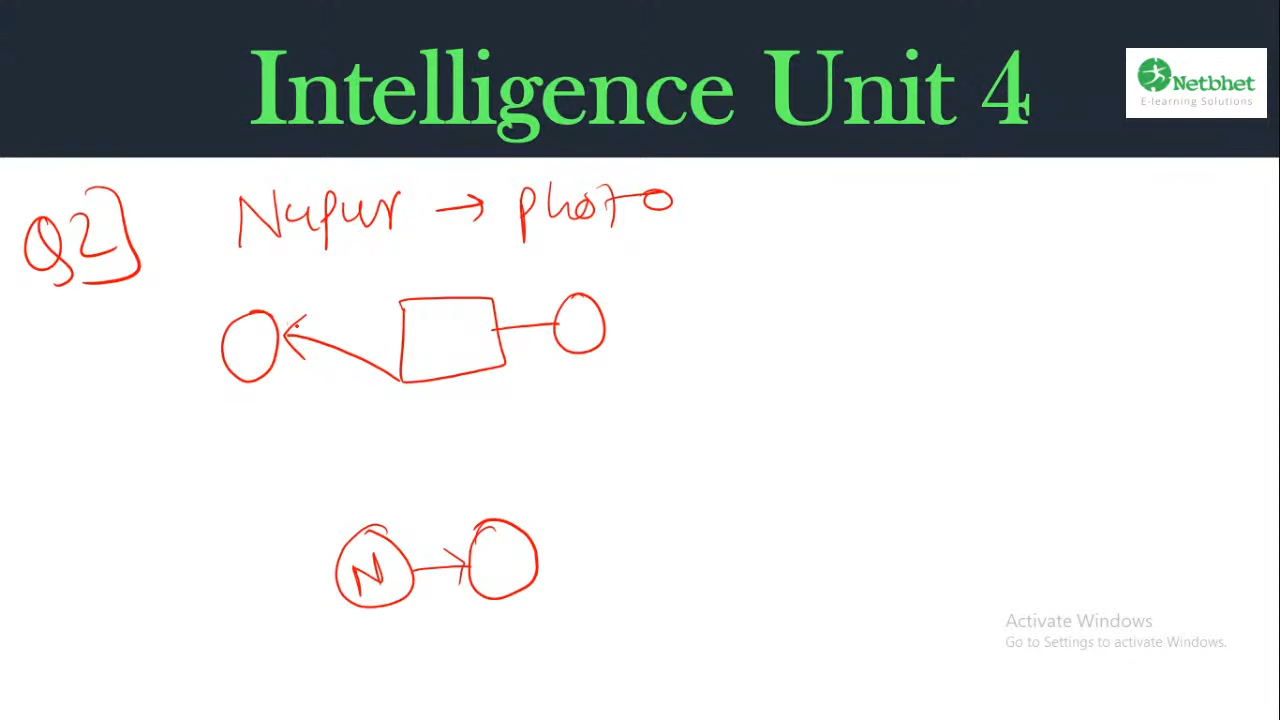 Intelligence Unit 4
Netbhet
E-learning Solutions
Q2]
Nupur → photo
N
Activate Windows
Go to Settings to activate Windows.